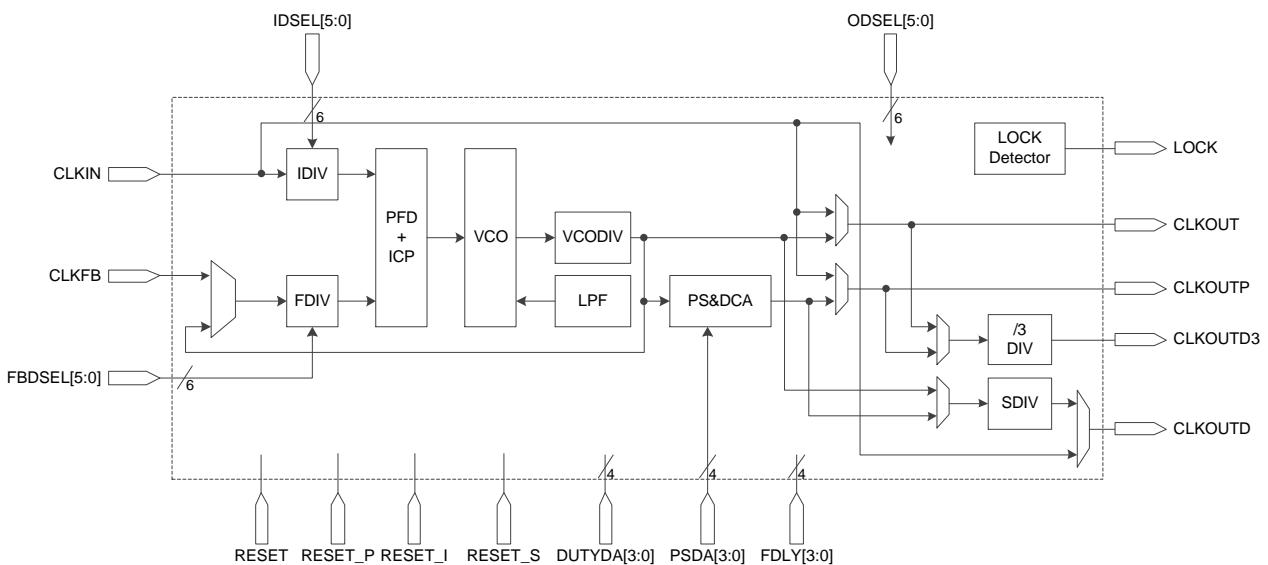 IDSEL[5:0]
ODSEL[5:0]
6
6
LOCK
Detector
LOCK
CLKIN
IDIV
PFD
+
ICP
VCO
VCODIV
CLKOUT
CLKFB
FDIV
LPF
PS&DCA
CLKOUTP
/3
DIV
CLKOUTD3
FBDSEL[5:0]
6
SDIV
CLKOUTD
4
4
4
RESET
RESET_P
RESET_I
RESET_S
DUTYDA[3:0]
PSDA[3:0]
FDLY[3:0]